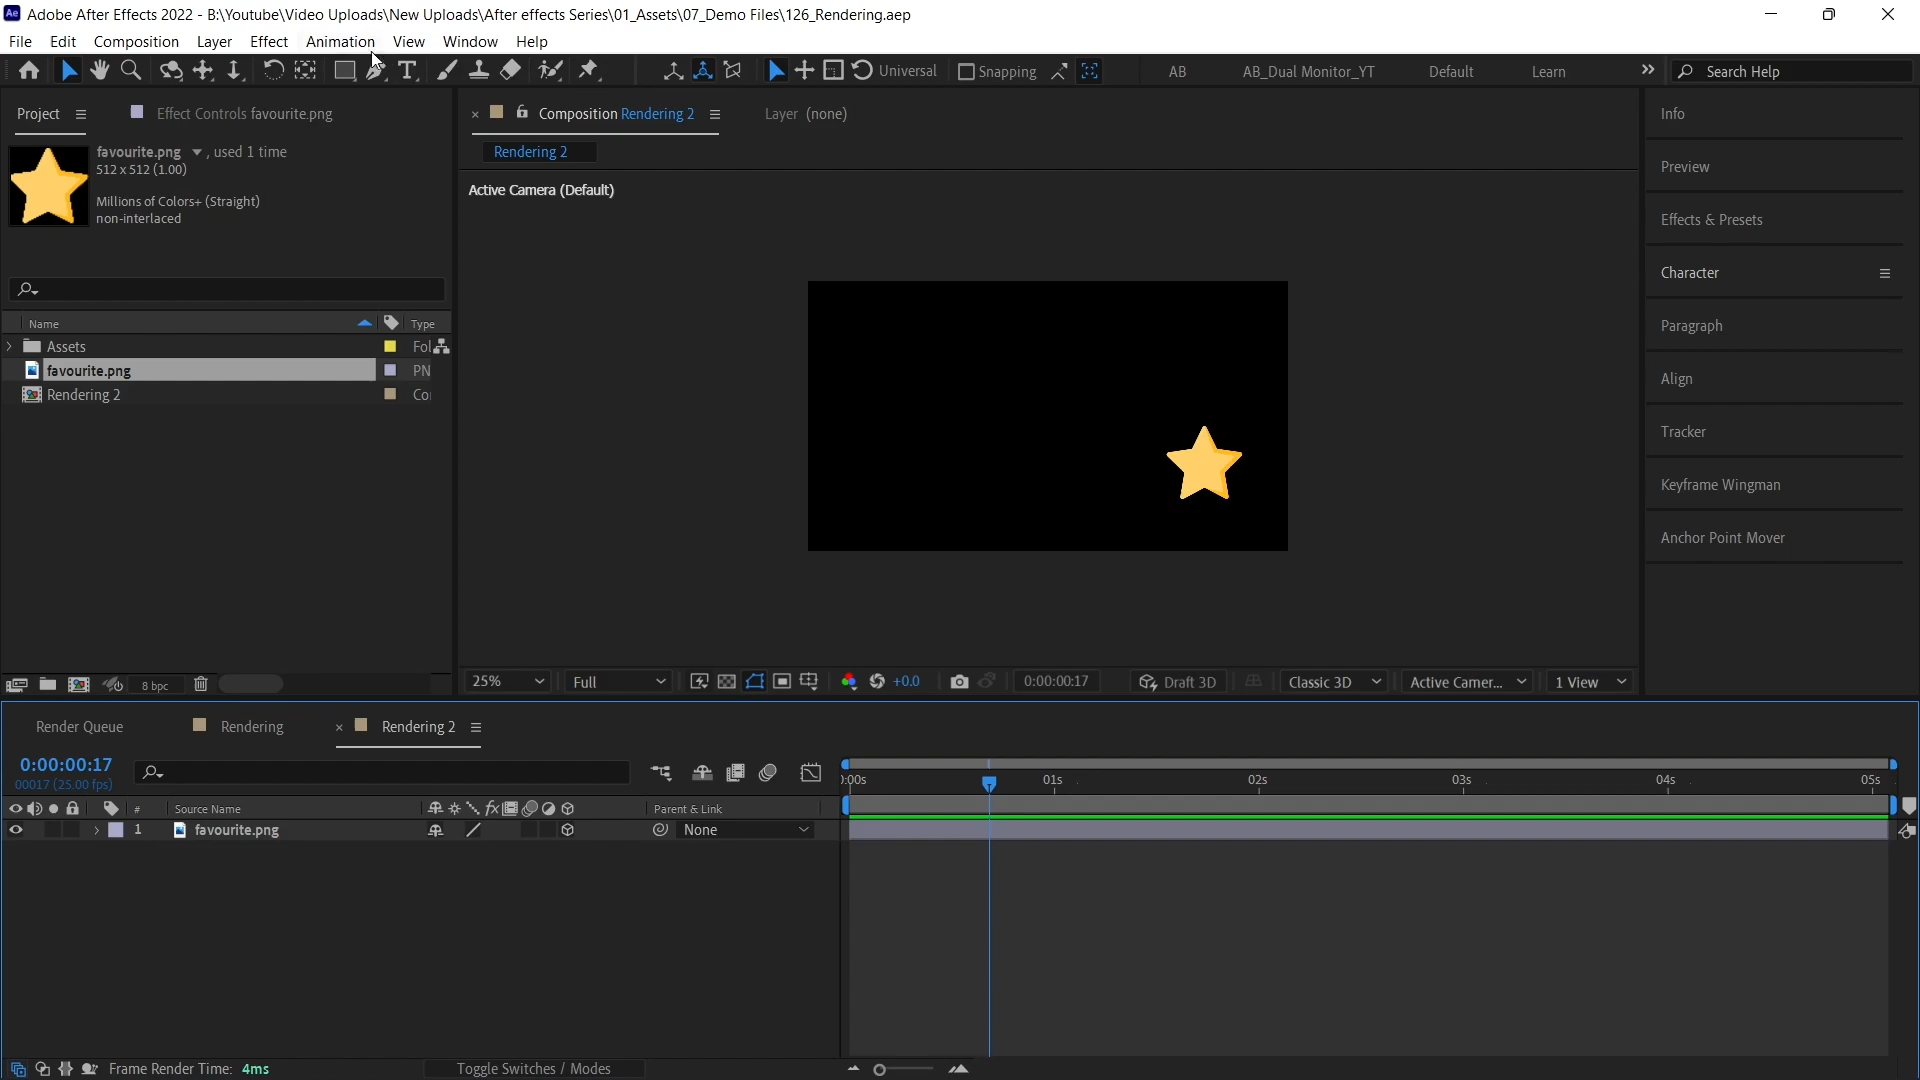 Adobe After Effects 2022 - B:\Youtube\Video Uploads\New Uploads\After effects Series\01_Assets\07_Demo Files\126_Rendering.aep
File Edit Composition Layer Effect Animation View Window Help
Universal Snapping AB AB_Dual Monitor_YT Default Learn Search Help
Project Effect Controls favourite.png Composition Rendering 2 Layer (none) Info
favourite.png , used 1 time Rendering 2
512 x 512 (1.00) Preview
Millions of Colors+ (Straight) Active Camera (Default)
non-interlaced Effects & Presets
Character
Name Type Paragraph
Assets Fol
favourite.png PN Align
Rendering 2 Co
Tracker
Keyframe Wingman
Anchor Point Mover
8 bpc 25% Full +0.0 0:00:00:17 Draft 3D Classic 3D Active Camer... 1 View
Render Queue Rendering Rendering 2
0:00:00:17
00017 (25.00 fps) ):00s 01s 02s 03s 04s 05s
# Source Name Parent & Link
1 favourite.png None
Frame Render Time: 4ms Toggle Switches / Modes